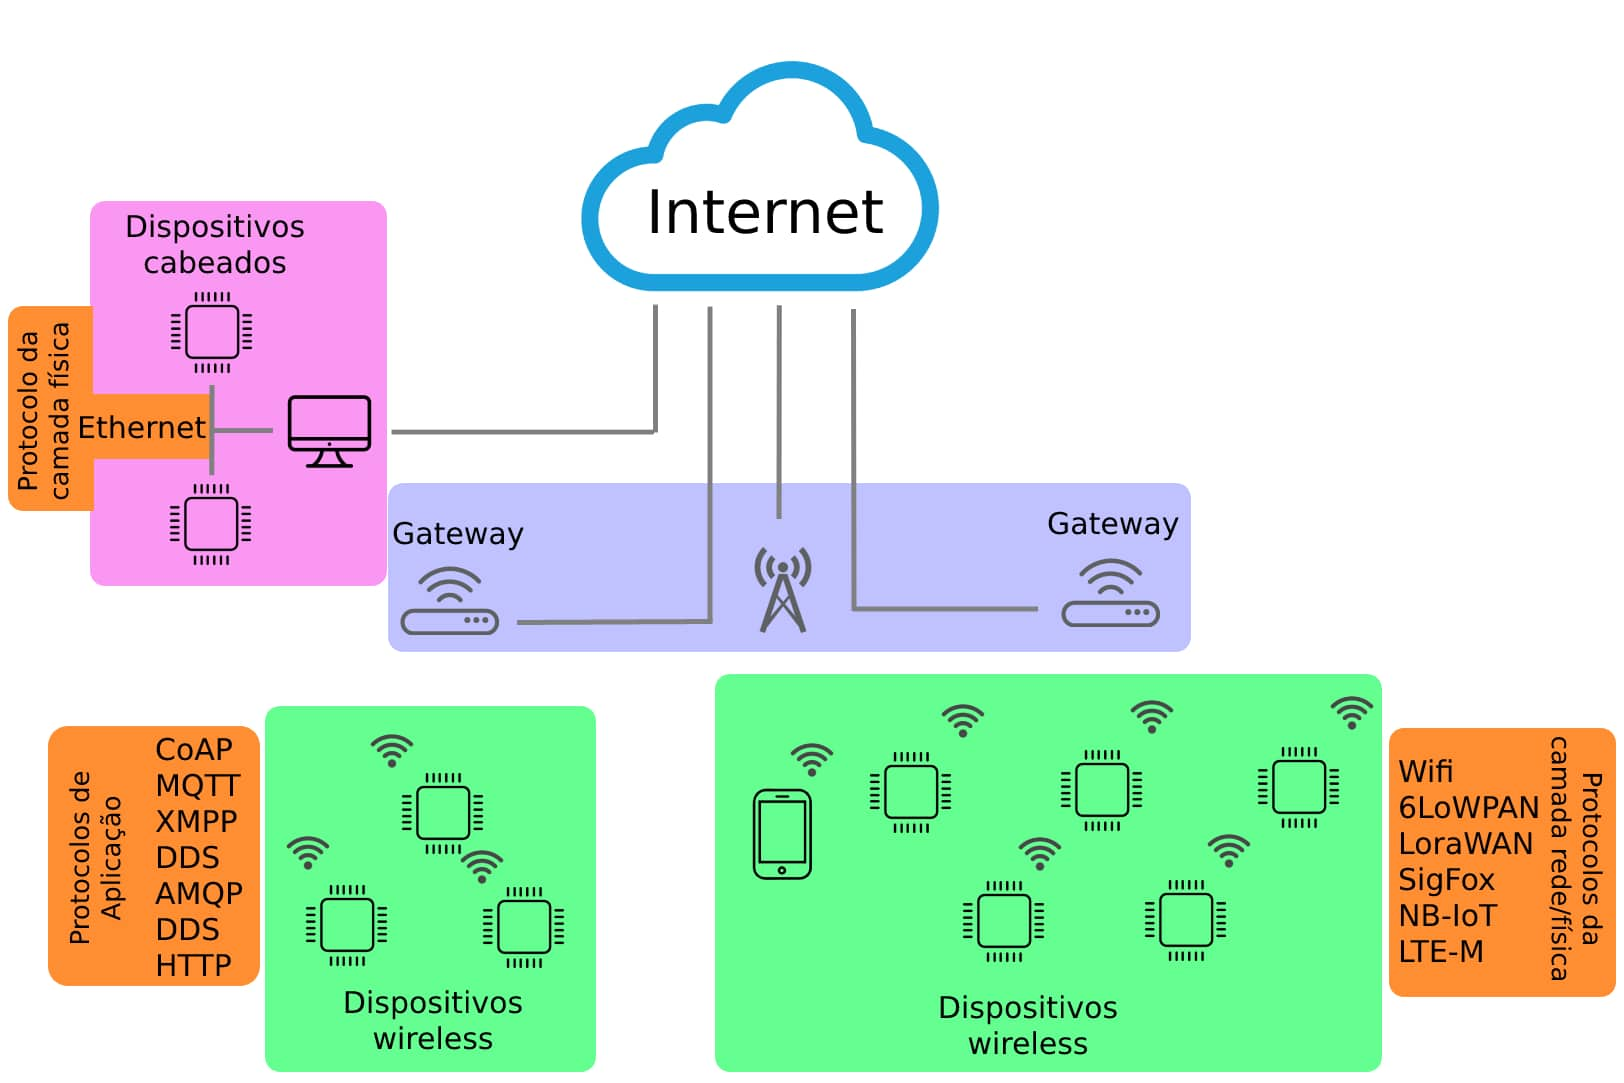 Internet
Dispositivos
cabeados
Protocolo da
camada física
Ethernet
Gateway
Gateway
Protocolos de
Aplicação
CoAP
MQTT
XMPP
DDS
AMQP
DDS
HTTP
Dispositivos
wireless
Dispositivos
wireless
Wifi
6LoWPAN
LoraWAN
SigFox
NB-IoT
LTE-M
Protocolos da
camada rede/física